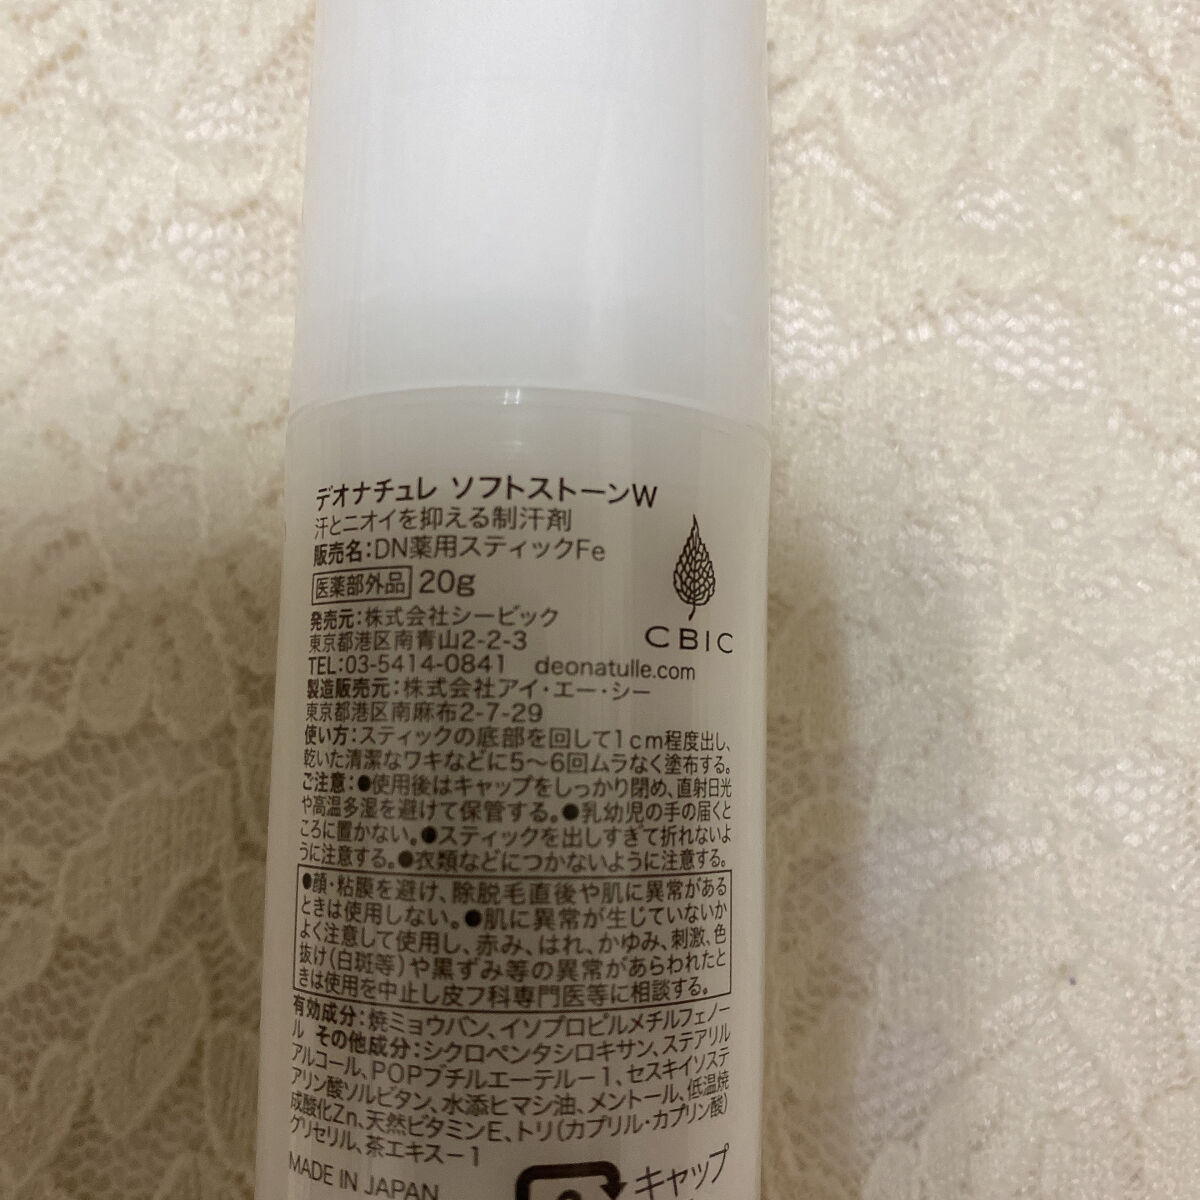 デオナチュレ ソフトストーンW
汗とニオイを抑える制汗剤
販売名:DN薬用スティックFe
医薬部外品 20g
発売元:株式会社シービック
東京都港区南青山2-2-3
TEL:03-5414-0841 deonatulle.com
CBIC
製造販売元:株式会社アイ・エー・シー
東京都港区南麻布2-7-29
使い方:スティックの底部を回して1cm程度出し、
乾いた清潔なワキなどに5〜6回ムラなく塗布する。
ご注意:●使用後はキャップをしっかり閉め、直射日光
や高温多湿を避けて保管する。●乳幼児の手の届くと
ころに置かない。●スティックを出しすぎて折れないよ
うに注意する。●衣類などにつかないように注意する。
●顔・粘膜を避け、除脱毛直後や肌に異常がある
ときは使用しない。●肌に異常が生じていないか
よく注意して使用し、赤み、はれ、かゆみ、刺激、色
抜け(白斑等)や黒ずみ等の異常があらわれたと
きは使用を中止し皮フ科専門医等に相談する。
有効成分:焼ミョウバン、イソプロピルメチルフェノー
ル その他成分:シクロペンタシロキサン、ステアリル
アルコール、POPブチルエーテル-1、セスキイソステ
アリン酸ソルビタン、水添ヒマシ油、メントール、低温焼
成酸化Zn、天然ビタミンE、トリ(カプリル・カプリン酸)
グリセリル、茶エキス-1
MADE IN JAPAN
キャップ